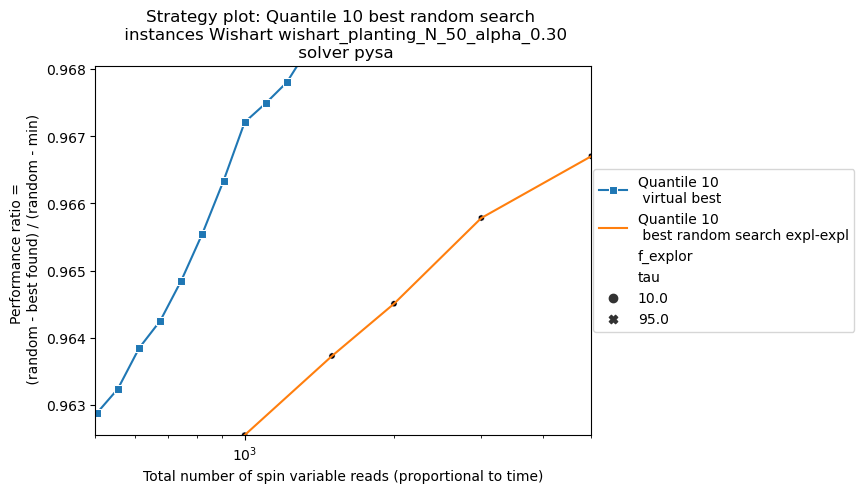 Strategy plot: Quantile 10 best random search
instances Wishart wishart_planting_N_50_alpha_0.30
solver pysa
0.968
0.967
0.966
0.965
0.964
0.963
Performance ratio =
(random - best found) / (random - min)
10^3
Total number of spin variable reads (proportional to time)
Quantile 10
virtual best
Quantile 10
best random search expl-expl
f_explor
tau
10.0
95.0